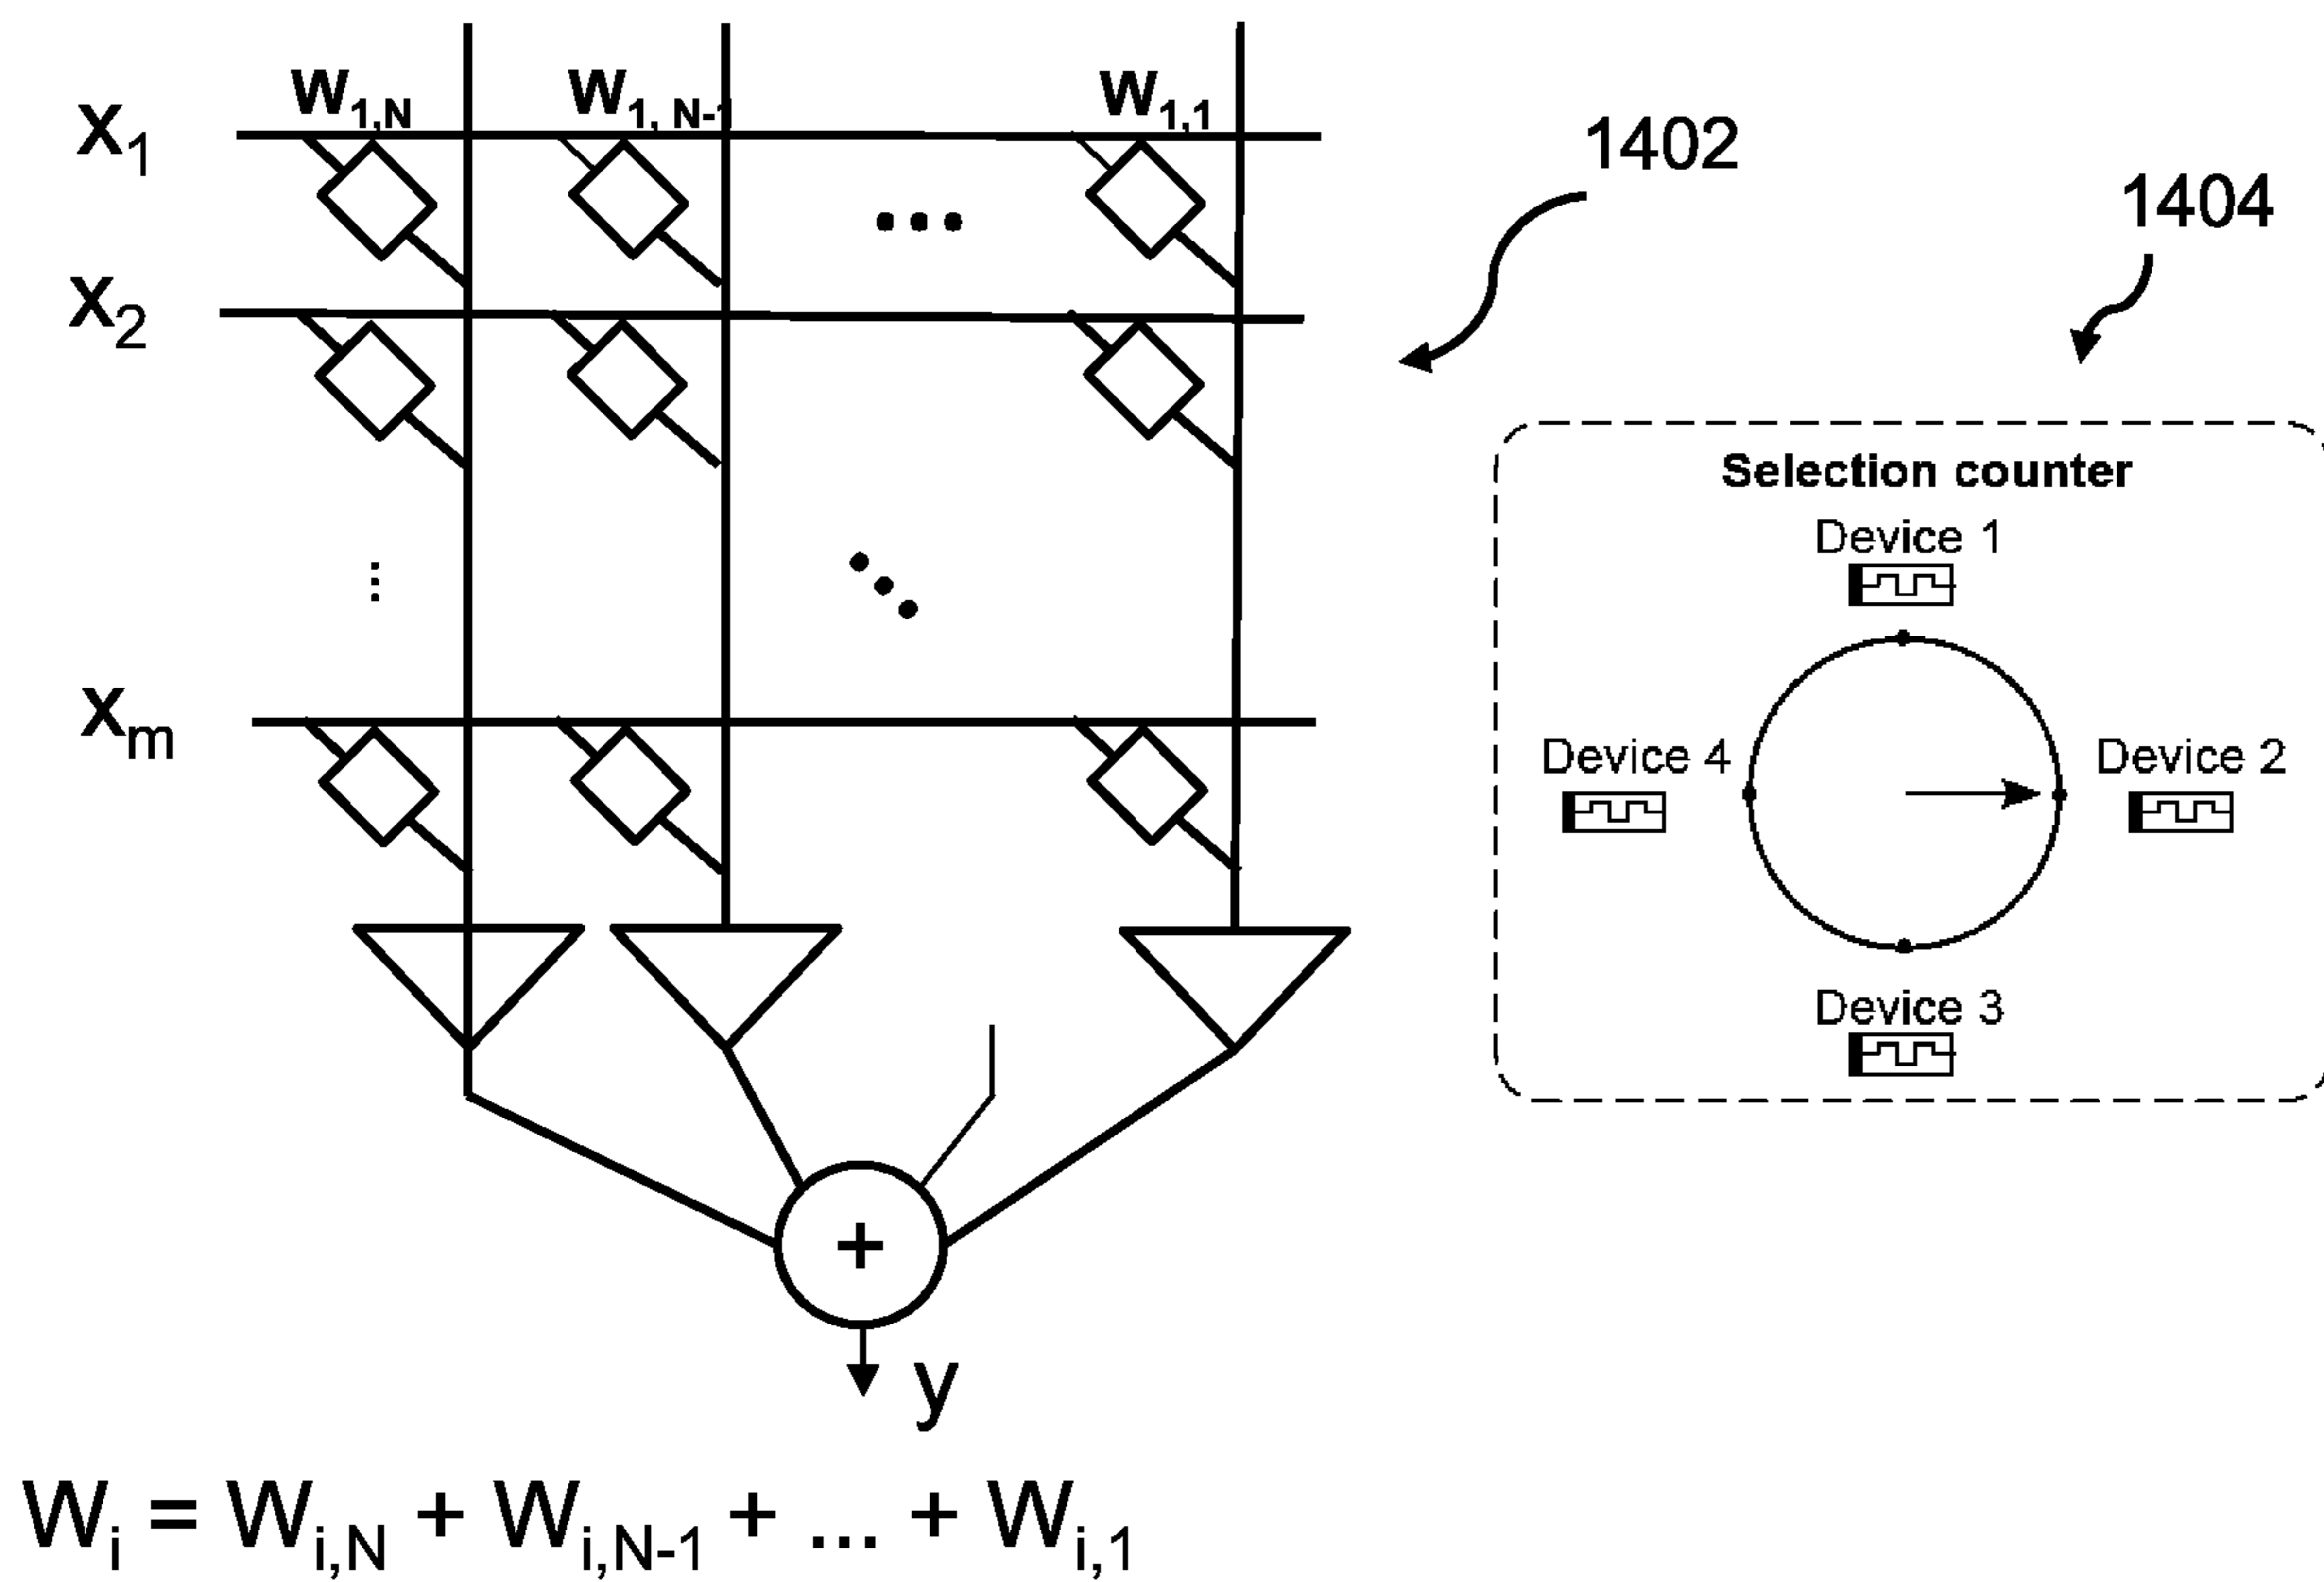 W1,N W1, N-1 W1,1
X1
1402
1404
X2
...
Selection counter
Device 1
Xm
Device 4
Device 2
Device 3
+
y
Wi = Wi,N + Wi,N-1 + ... + Wi,1